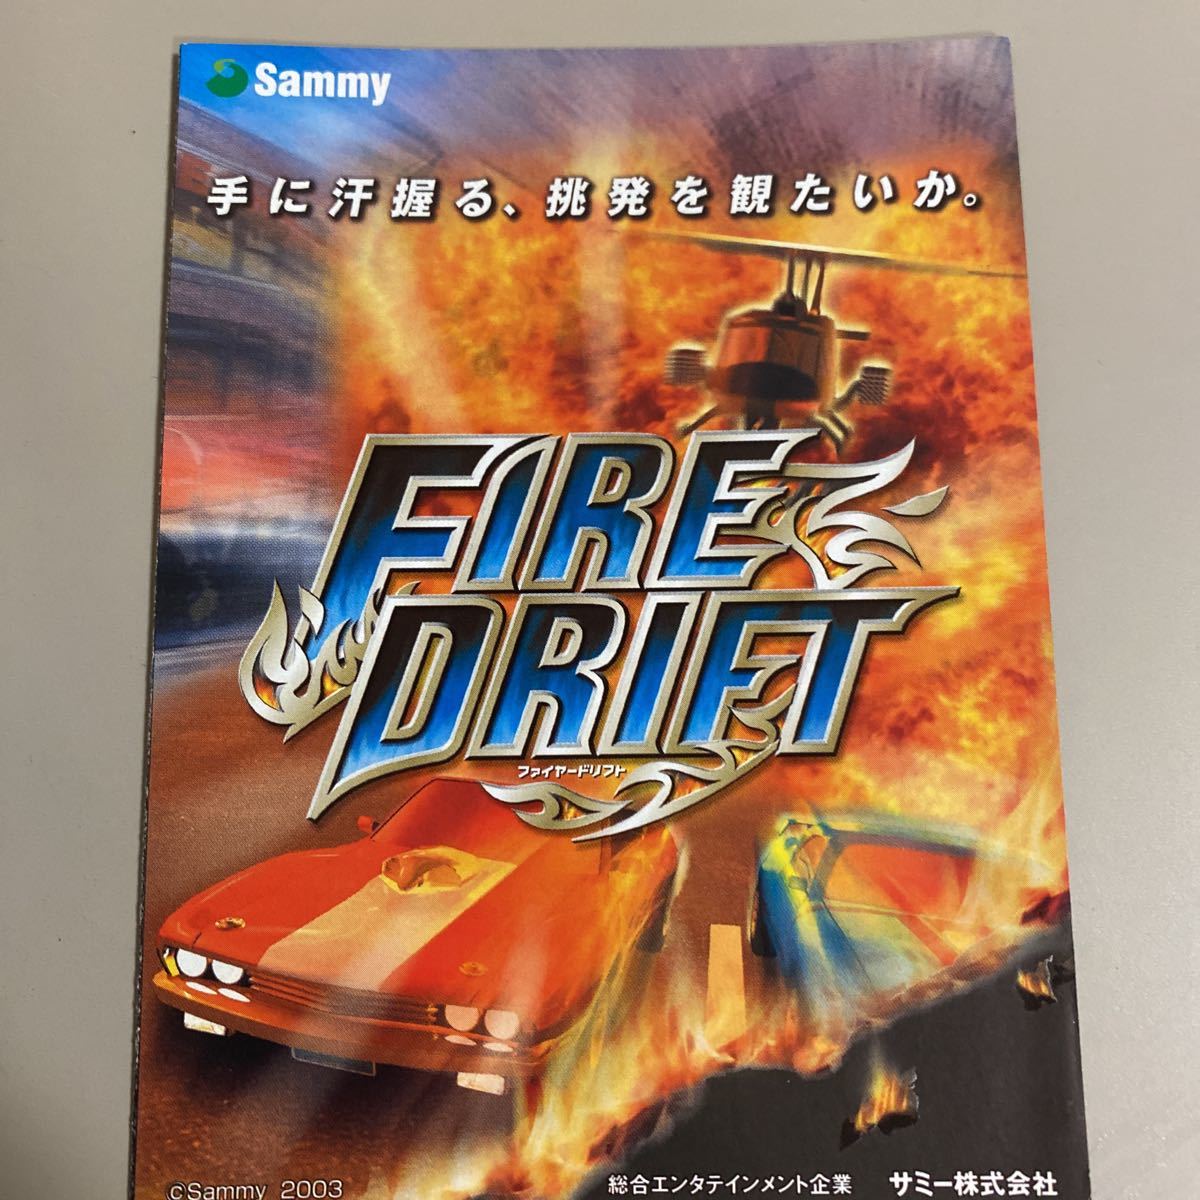 Sammy
手に汗握る、挑発を観たいか。
FIRE
DRIFT
ファイヤードリフト
©Sammy 2003
総合エンタテインメント企業 サミー株式会社